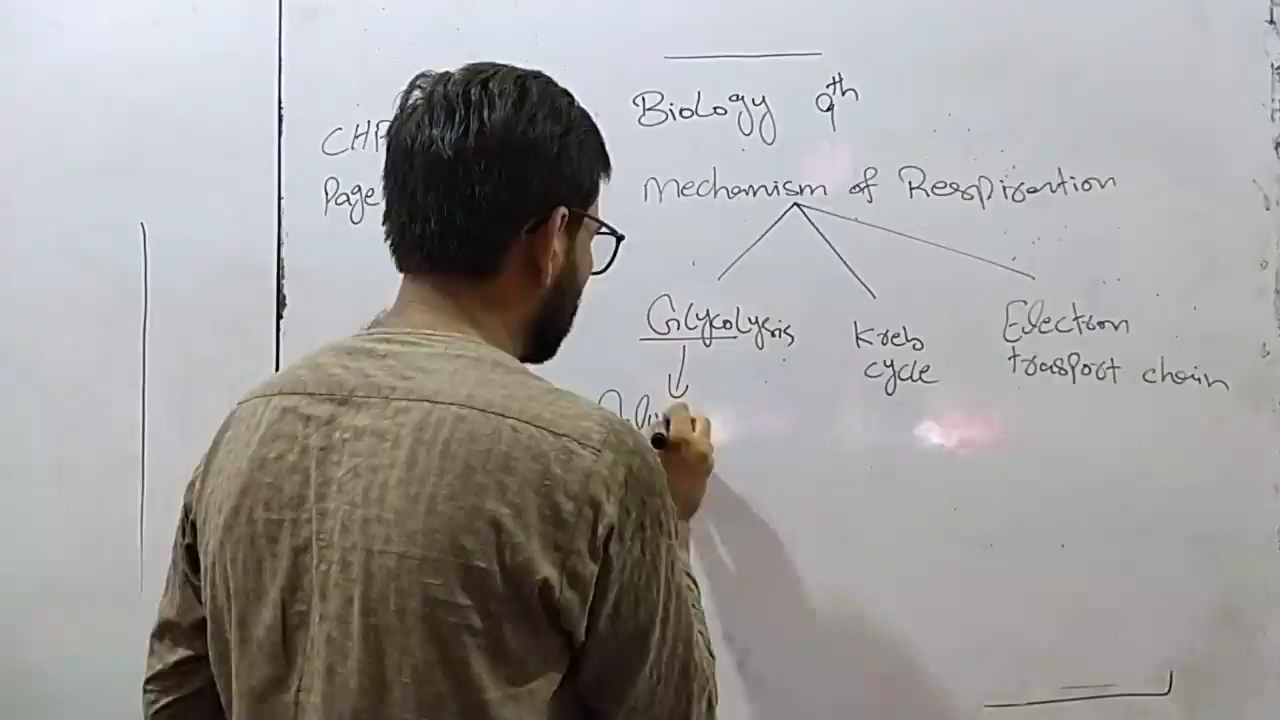 Biology 9th
CHP
Page
Mechanism of Respiration
Glycolysis
Kreb
cycle
Electron
trasport chain